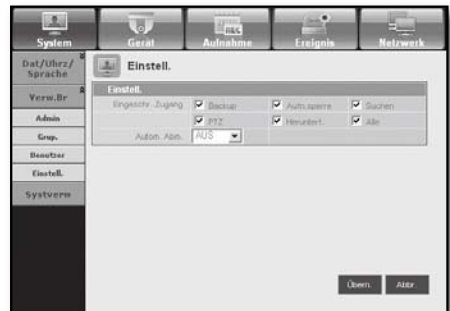 System Gerät Aufnahme Ereignis Netzwerk
Dat/Uhrz/
Sprache
Verw.Br
Admin
Grup.
Benutzer
Einstell.
Systverw
Einstell.
Einstell.
Eingeschr. Zugang Backup Aufn.sperre Suchen
PTZ Herunterf. Alle
Autom. Abm. AUS
Übern. Abbr.